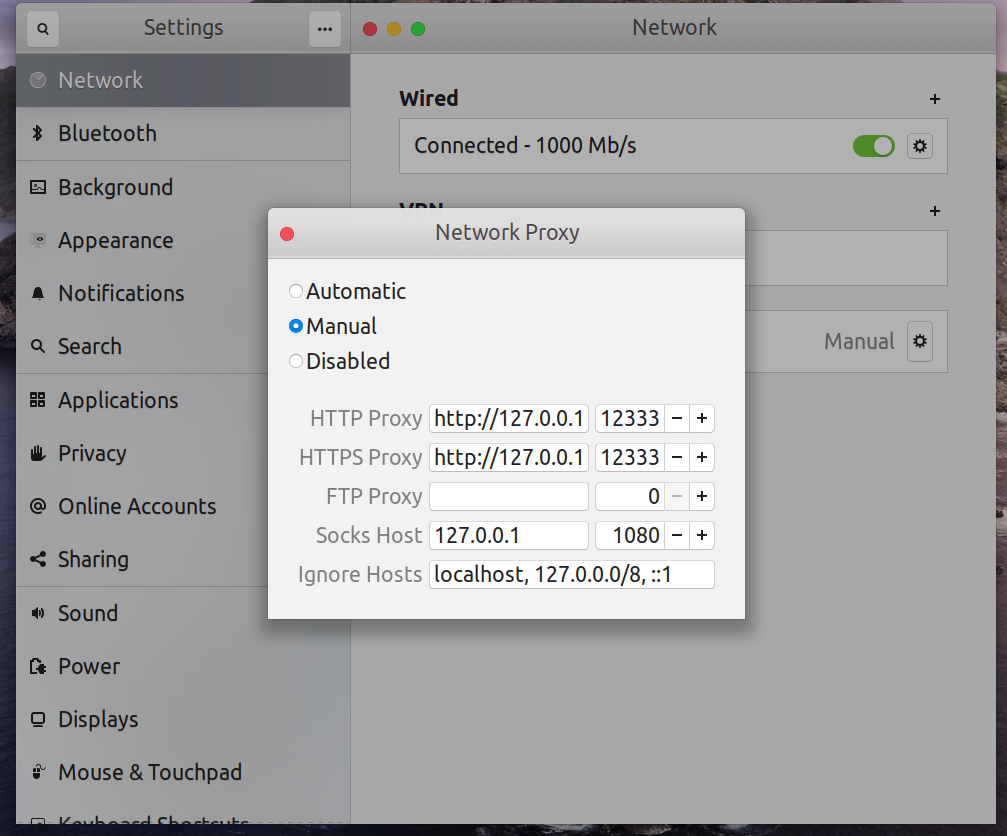 Settings
Network
Network
Bluetooth
Background
Appearance
Notifications
Search
Applications
Privacy
Online Accounts
Sharing
Sound
Power
Displays
Mouse & Touchpad
Keyboard Shortcuts
Wired
Connected - 1000 Mb/s
VPN
Manual
Network Proxy
Automatic
Manual
Disabled
HTTP Proxy http://127.0.0.1 12333 − +
HTTPS Proxy http://127.0.0.1 12333 − +
FTP Proxy 0 − +
Socks Host 127.0.0.1 1080 − +
Ignore Hosts localhost, 127.0.0.0/8, ::1